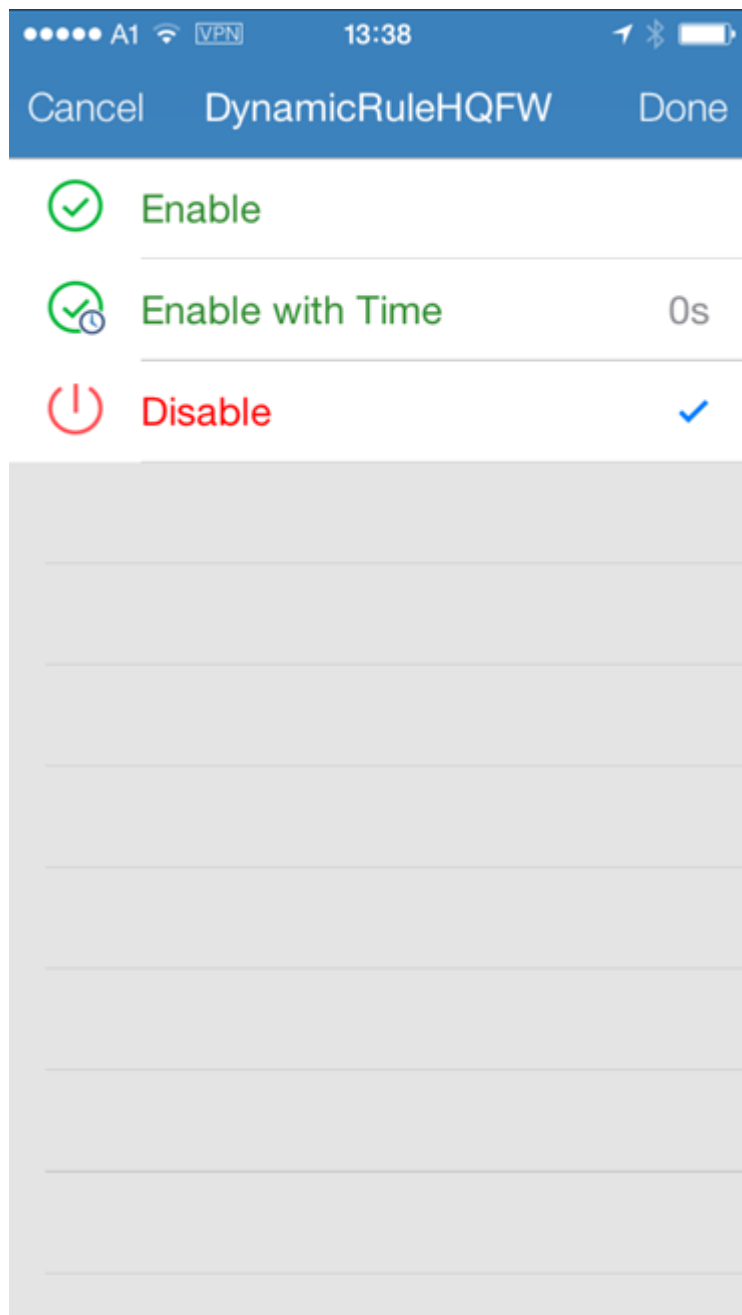 A1 VPN 13:38
Cancel DynamicRuleHQFW Done
Enable
Enable with Time 0s
Disable